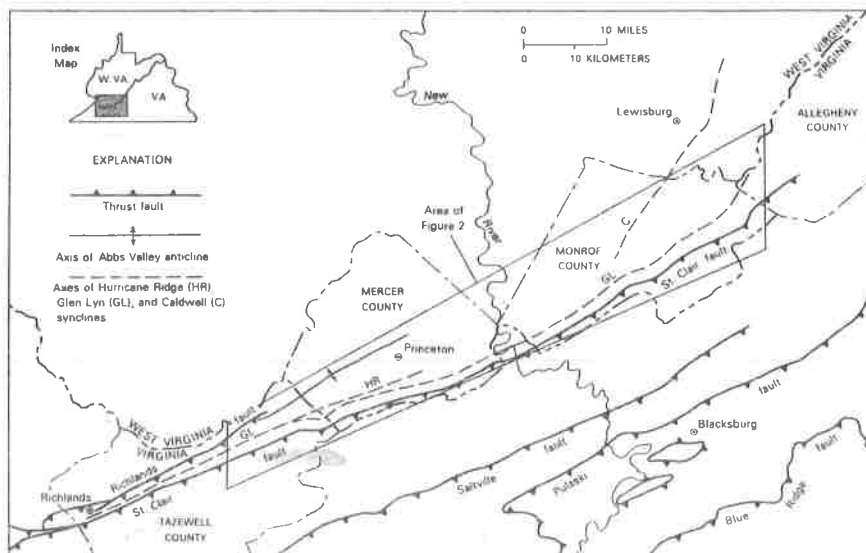 Index
Map
W. VA
VA
EXPLANATION
Thrust fault
Axis of Abbs Valley anticline
Axes of Hurricane Ridge (HR)
Glen Lyn (GL), and Caldwell (C)
synclines
0 10 MILES
0 10 KILOMETERS
WEST VIRGINIA
VIRGINIA
ALLEGHENY
COUNTY
New
River
Lewisburg
Area of
Figure 2
C
MONROE
COUNTY
GL
St. Clair fault
MERCER
COUNTY
Princeton
HR
WEST VIRGINIA
VIRGINIA
Richlands fault
GL
St. Clair fault
Richlands
TAZEWELL
COUNTY
Saltville fault
Pulaski fault
Blacksburg
Blue Ridge fault